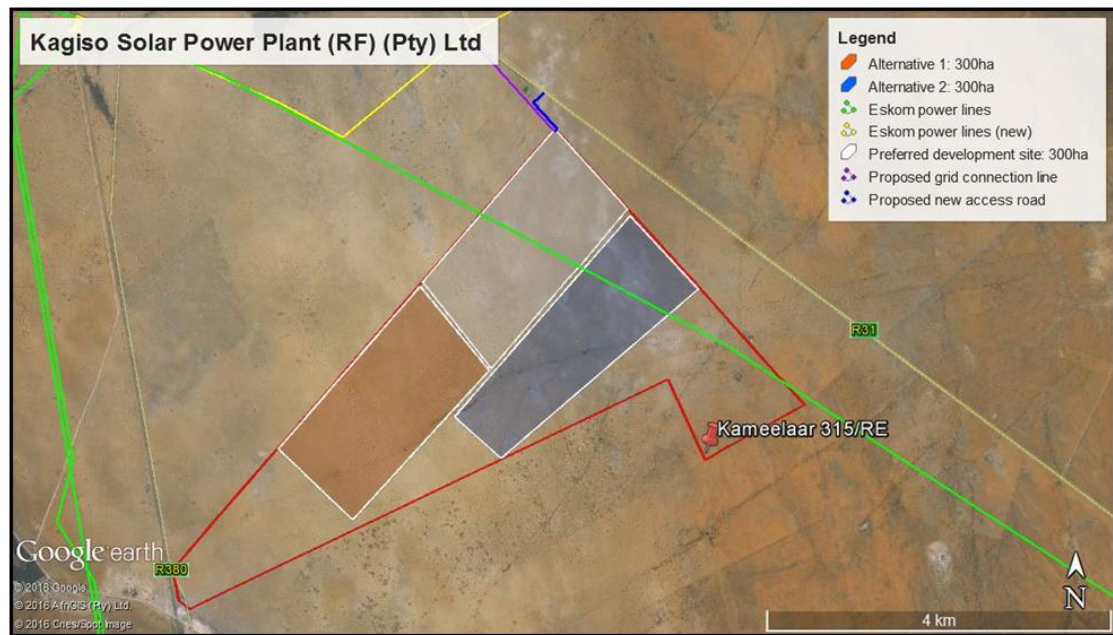 Kagiso Solar Power Plant (RF) (Pty) Ltd
Legend
Alternative 1: 300ha
Alternative 2: 300ha
Eskom power lines
Eskom power lines (new)
Preferred development site: 300ha
Proposed grid connection line
Proposed new access road
R31
Kameelaar 315/RE
Google earth
R380
© 2016 Google
© 2016 AfriGIS (Pty) Ltd.
© 2016 Cnes/Spot Image
N
4 km